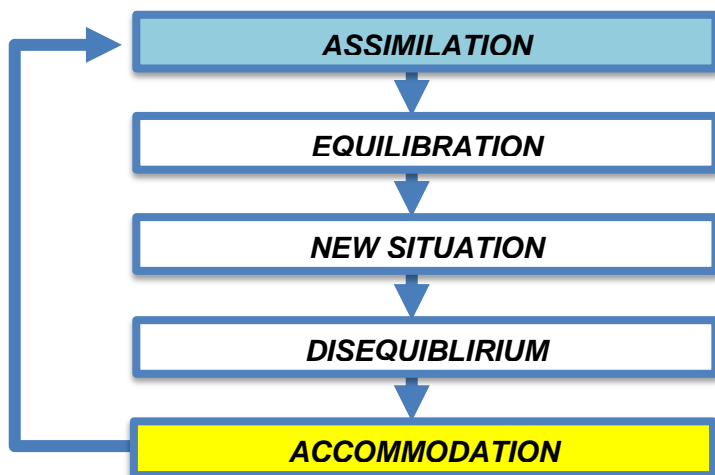 ASSIMILATION
EQUILIBRATION
NEW SITUATION
DISEQUIBLIRIUM
ACCOMMODATION